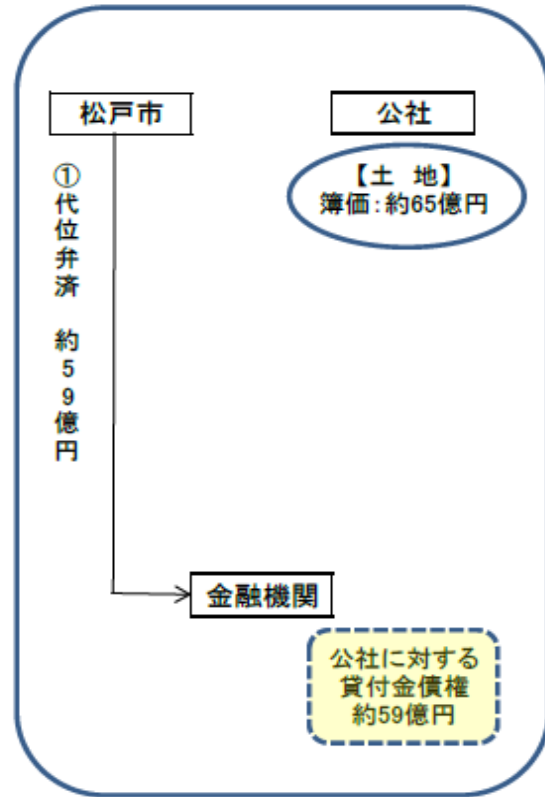 松戸市
公社
【土 地】
簿価：約65億円
①代位弁済 約59億円
金融機関
公社に対する
貸付金債権
約59億円